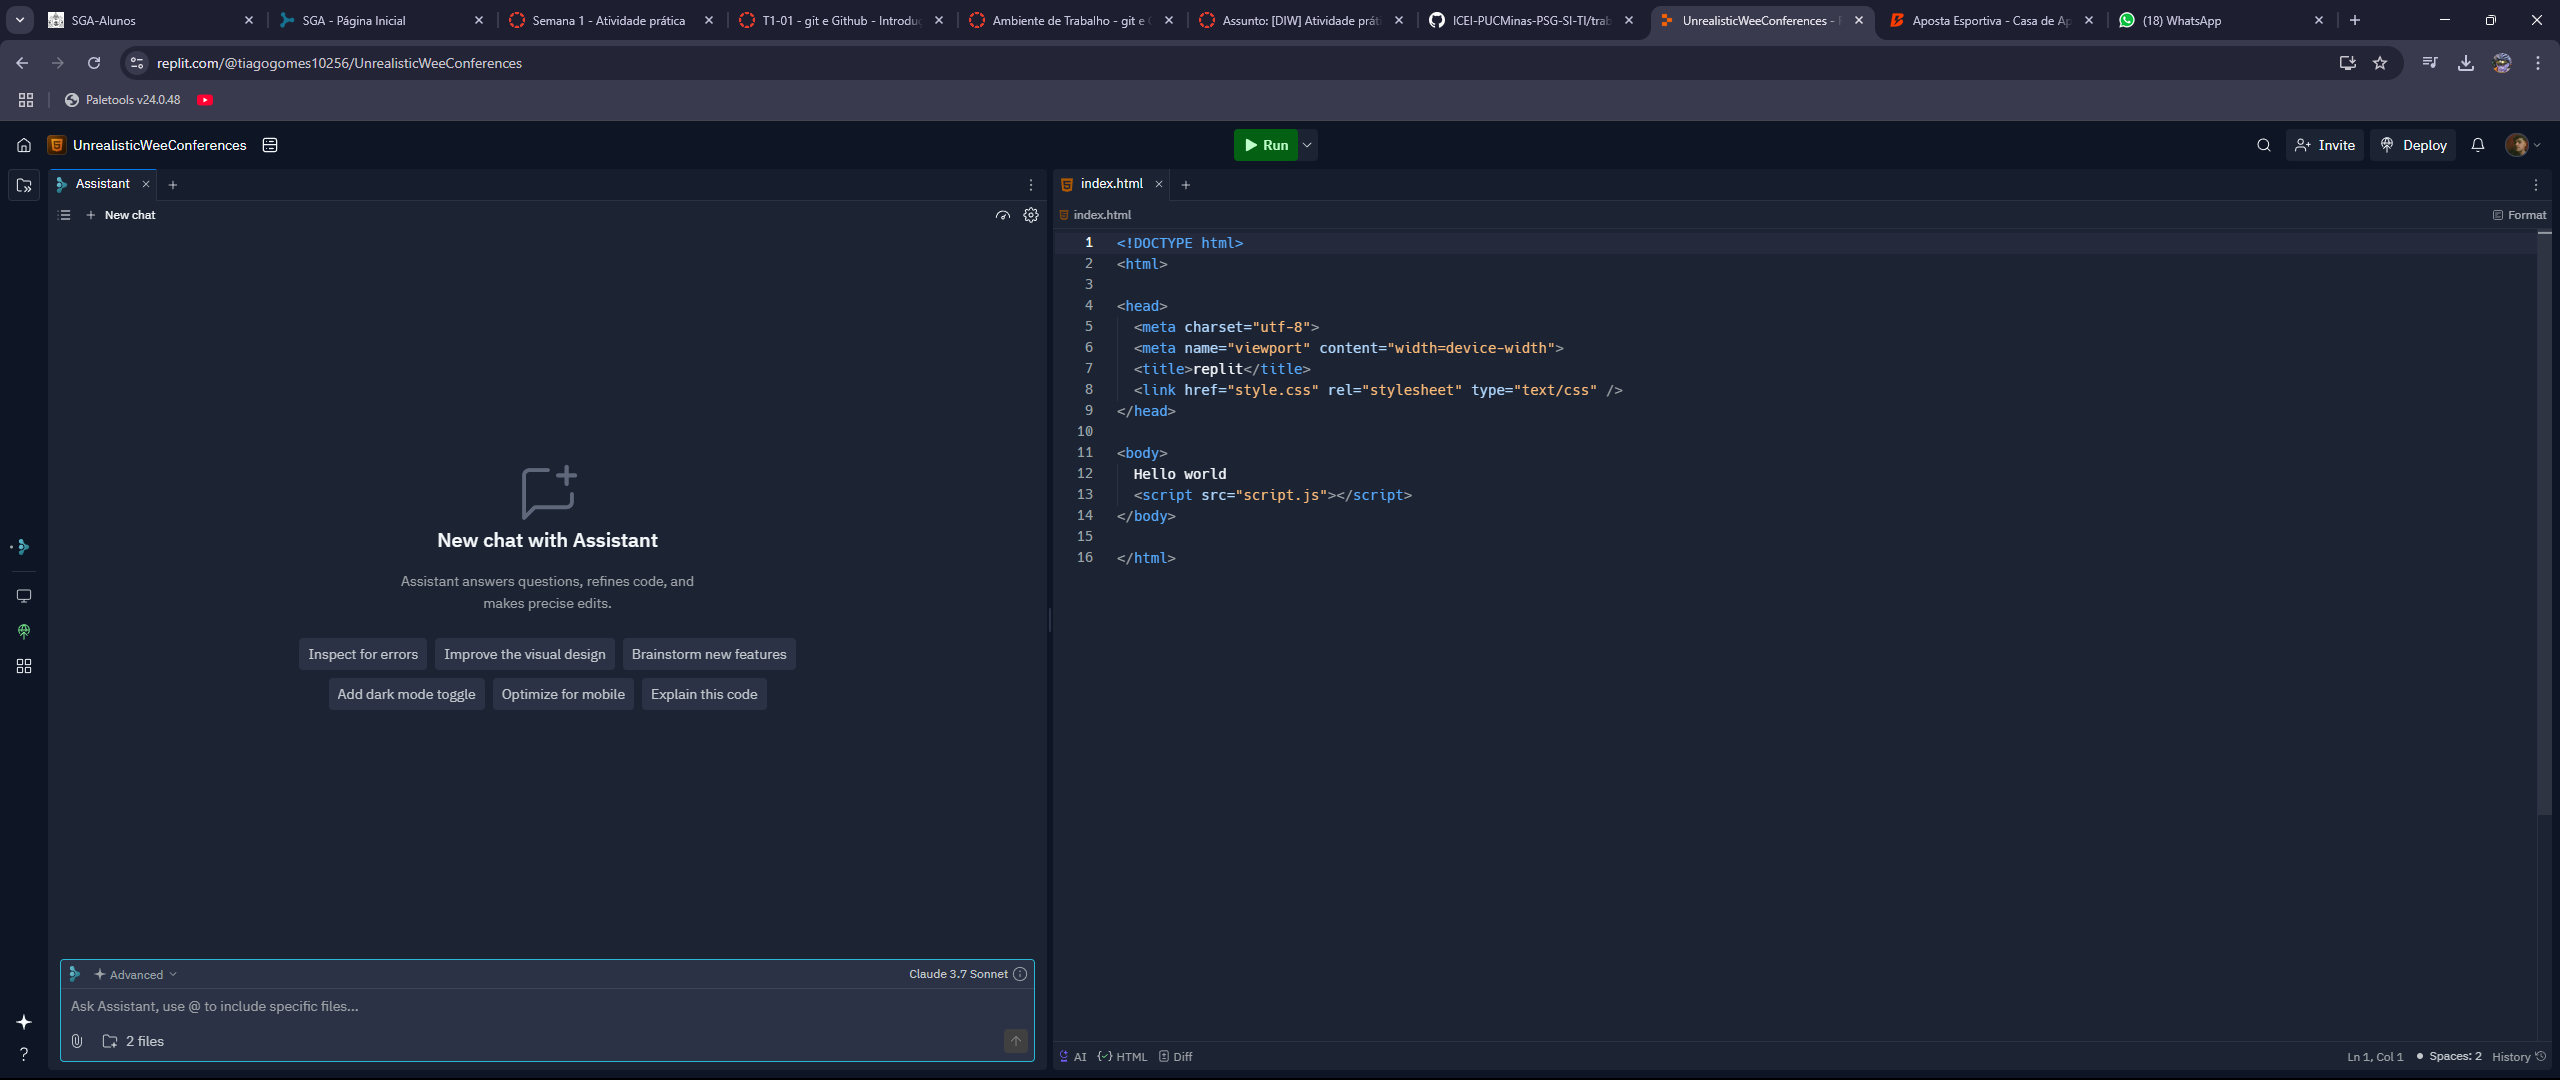 SGA-Alunos
SGA - Página Inicial
Semana 1 - Atividade prática
T1-01 - git e Github - Introdu
Ambiente de Trabalho - git e
Assunto: [DIW] Atividade prát
ICEI-PUCMinas-PSG-SI-TI/trab
UnrealisticWeeConferences -
Aposta Esportiva - Casa de Ap
(18) WhatsApp
replit.com/@tiagogomes10256/UnrealisticWeeConferences
Paletools v24.0.48
UnrealisticWeeConferences
Run
Invite
Deploy
Assistant
New chat
New chat with Assistant
Assistant answers questions, refines code, and
makes precise edits.
Inspect for errors
Improve the visual design
Brainstorm new features
Add dark mode toggle
Optimize for mobile
Explain this code
Advanced
Claude 3.7 Sonnet
Ask Assistant, use @ to include specific files...
2 files
index.html
index.html
Format
1 <!DOCTYPE html>
2 <html>
3
4 <head>
5 <meta charset="utf-8">
6 <meta name="viewport" content="width=device-width">
7 <title>replit</title>
8 <link href="style.css" rel="stylesheet" type="text/css" />
9 </head>
10
11 <body>
12 Hello world
13 <script src="script.js"></script>
14 </body>
15
16 </html>
AI
{✓} HTML
Diff
Ln 1, Col 1
Spaces: 2
History